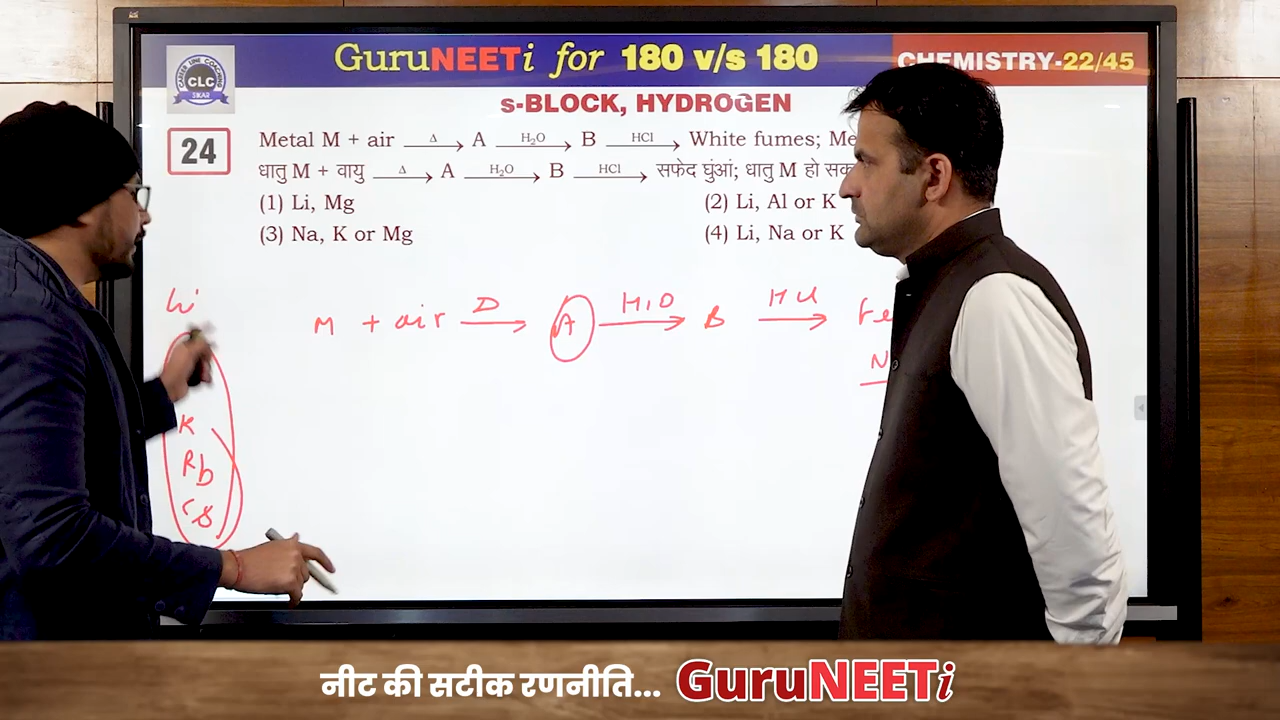 GuruNEETi for 180 v/s 180
CHEMISTRY-22/45
CLC
SIKAR
s-BLOCK, HYDROGEN
24
Metal M + air —Δ→ A —H₂O→ B —HCl→ White fumes; Me
धातु M + वायु —Δ→ A —H₂O→ B —HCl→ सफेद घुंआं; धातु M हो सक
(1) Li, Mg
(2) Li, Al or K
(3) Na, K or Mg
(4) Li, Na or K
Li
M + air —Δ→ A —H₂O→ B —HCl→
K
Rb
Cs
नीट की सटीक रणनीति... GuruNEETi